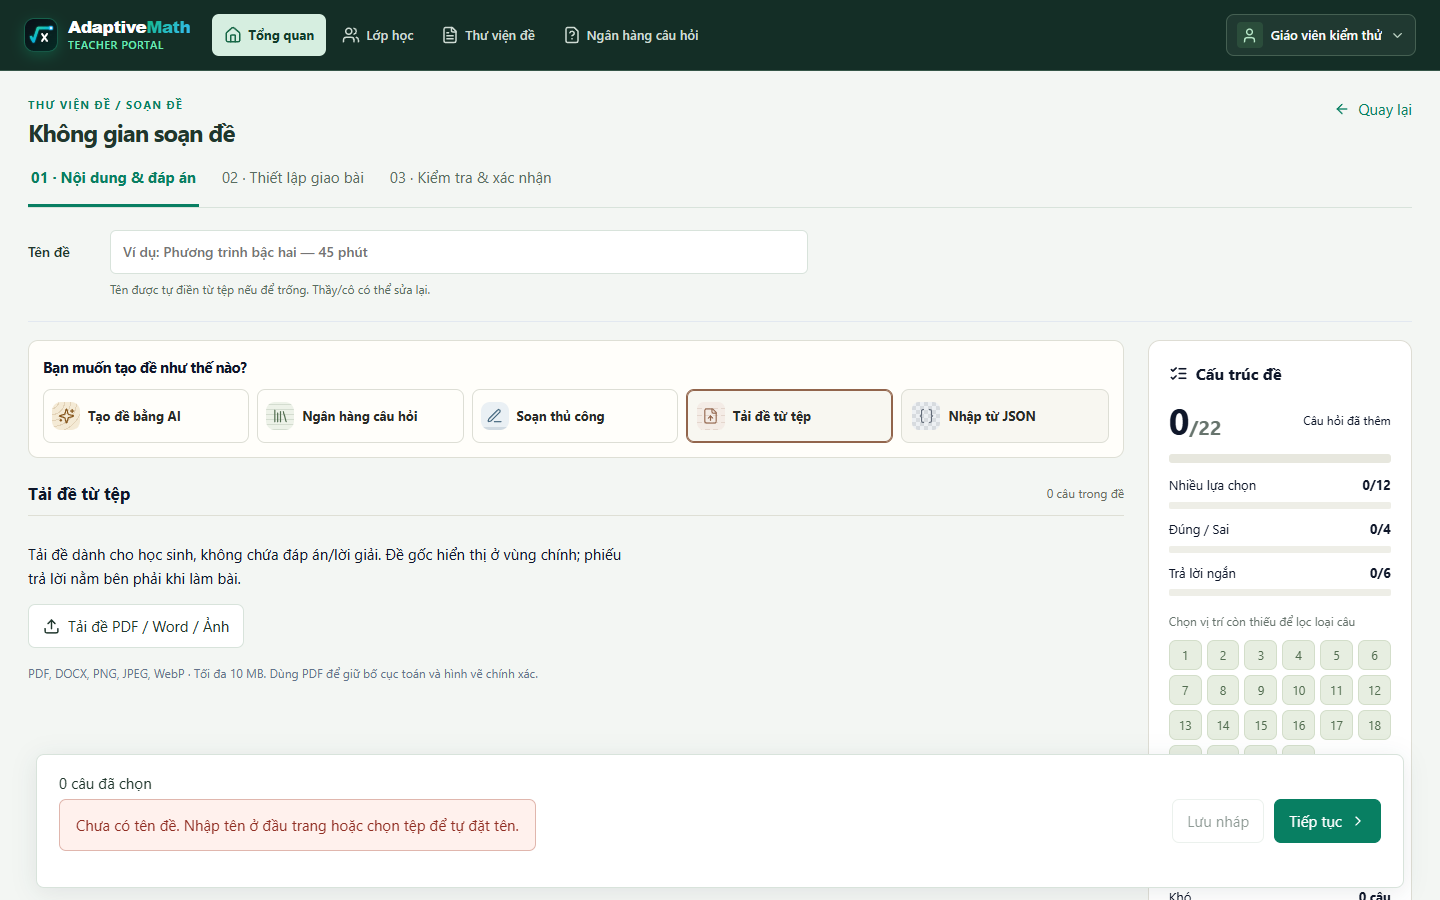 AdaptiveMath
TEACHER PORTAL
Tổng quan
Lớp học
Thư viện đề
Ngân hàng câu hỏi
Giáo viên kiểm thử
THƯ VIỆN ĐỀ / SOẠN ĐỀ
Quay lại
Không gian soạn đề
01 · Nội dung & đáp án
02 · Thiết lập giao bài
03 · Kiểm tra & xác nhận
Tên đề
Ví dụ: Phương trình bậc hai — 45 phút
Tên được tự điền từ tệp nếu để trống. Thầy/cô có thể sửa lại.
Bạn muốn tạo đề như thế nào?
Tạo đề bằng AI
Ngân hàng câu hỏi
Soạn thủ công
Tải đề từ tệp
Nhập từ JSON
Tải đề từ tệp
0 câu trong đề
Tải đề dành cho học sinh, không chứa đáp án/lời giải. Đề gốc hiển thị ở vùng chính; phiếu
trả lời nằm bên phải khi làm bài.
Tải đề PDF / Word / Ảnh
PDF, DOCX, PNG, JPEG, WebP · Tối đa 10 MB. Dùng PDF để giữ bố cục toán và hình vẽ chính xác.
Cấu trúc đề
0/22
Câu hỏi đã thêm
Nhiều lựa chọn
0/12
Đúng / Sai
0/4
Trả lời ngắn
0/6
Chọn vị trí còn thiếu để lọc loại câu
1 2 3 4 5 6
7 8 9 10 11 12
13 14 15 16 17 18
0 câu đã chọn
Chưa có tên đề. Nhập tên ở đầu trang hoặc chọn tệp để tự đặt tên.
Lưu nháp
Tiếp tục
Khó
0 câu